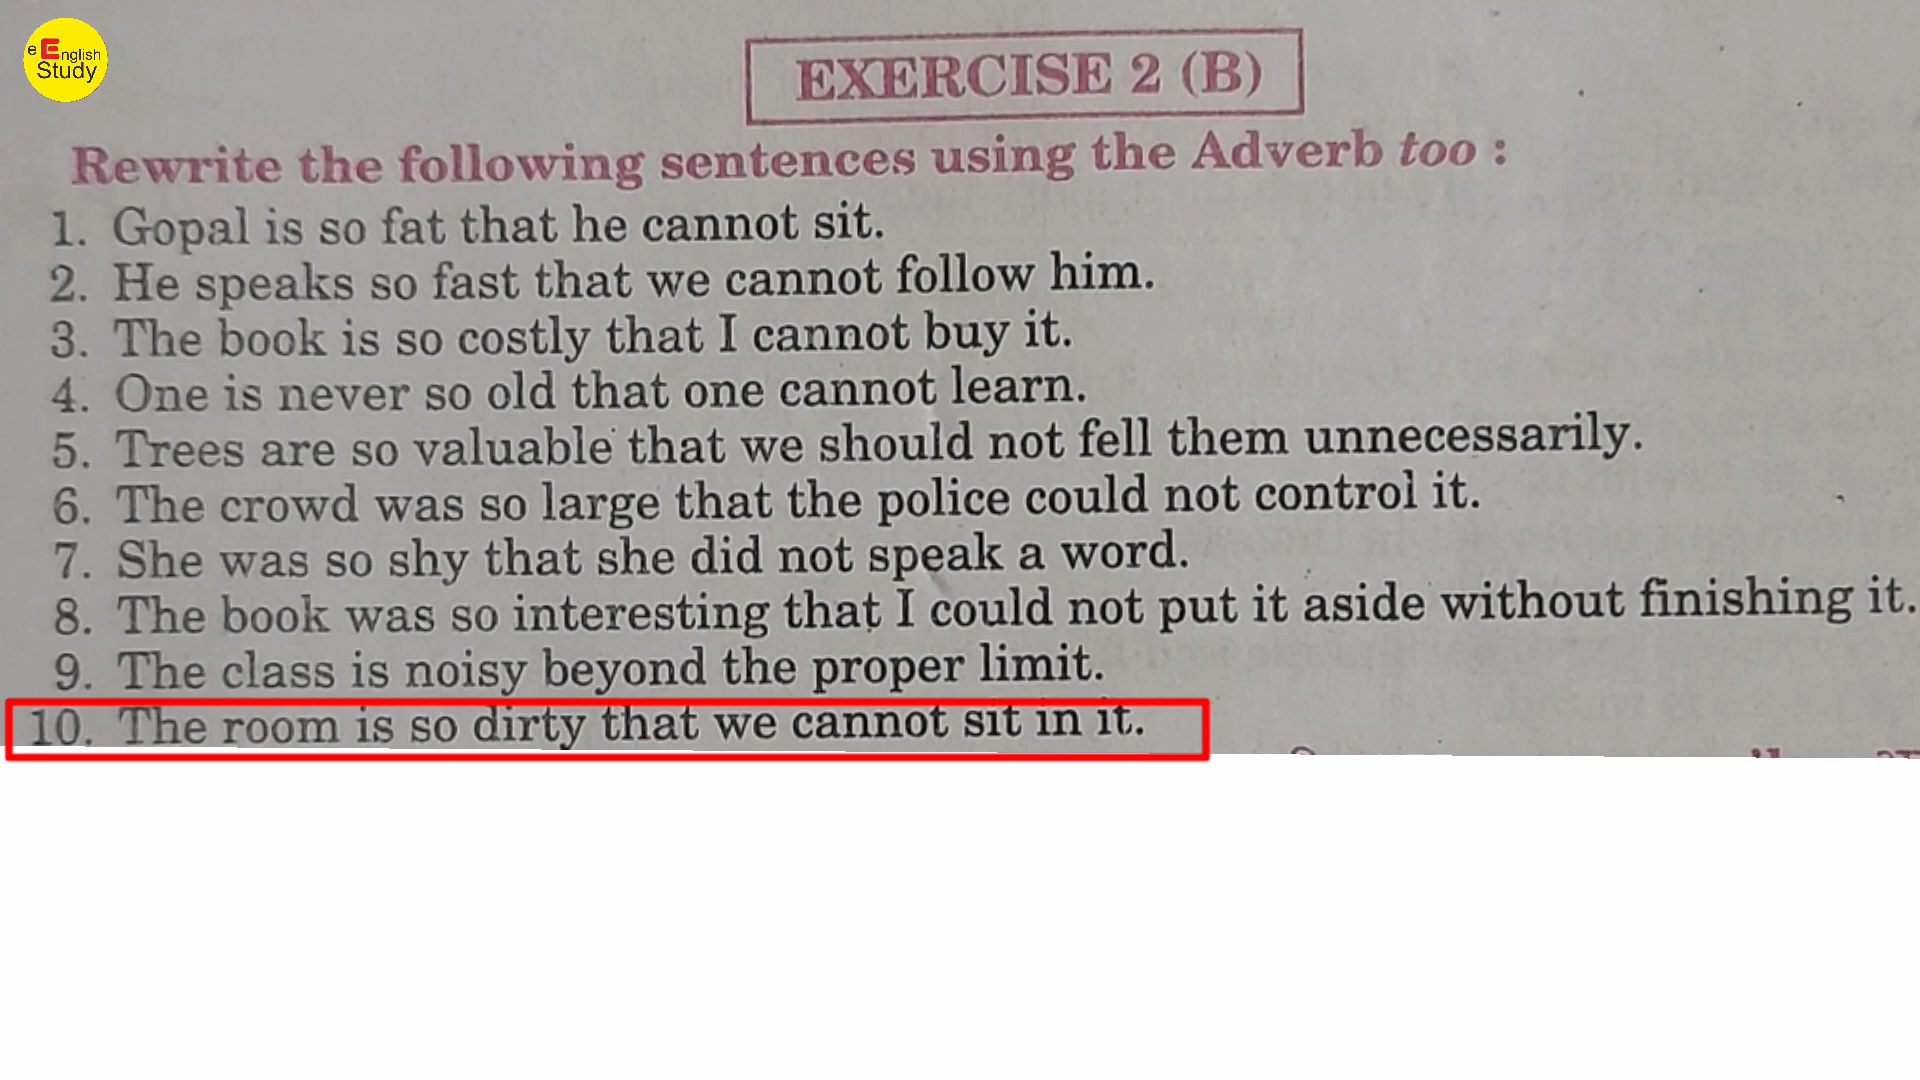 e English
Study
EXERCISE 2 (B)
Rewrite the following sentences using the Adverb too :
1. Gopal is so fat that he cannot sit.
2. He speaks so fast that we cannot follow him.
3. The book is so costly that I cannot buy it.
4. One is never so old that one cannot learn.
5. Trees are so valuable that we should not fell them unnecessarily.
6. The crowd was so large that the police could not control it.
7. She was so shy that she did not speak a word.
8. The book was so interesting that I could not put it aside without finishing it.
9. The class is noisy beyond the proper limit.
10. The room is so dirty that we cannot sit in it.